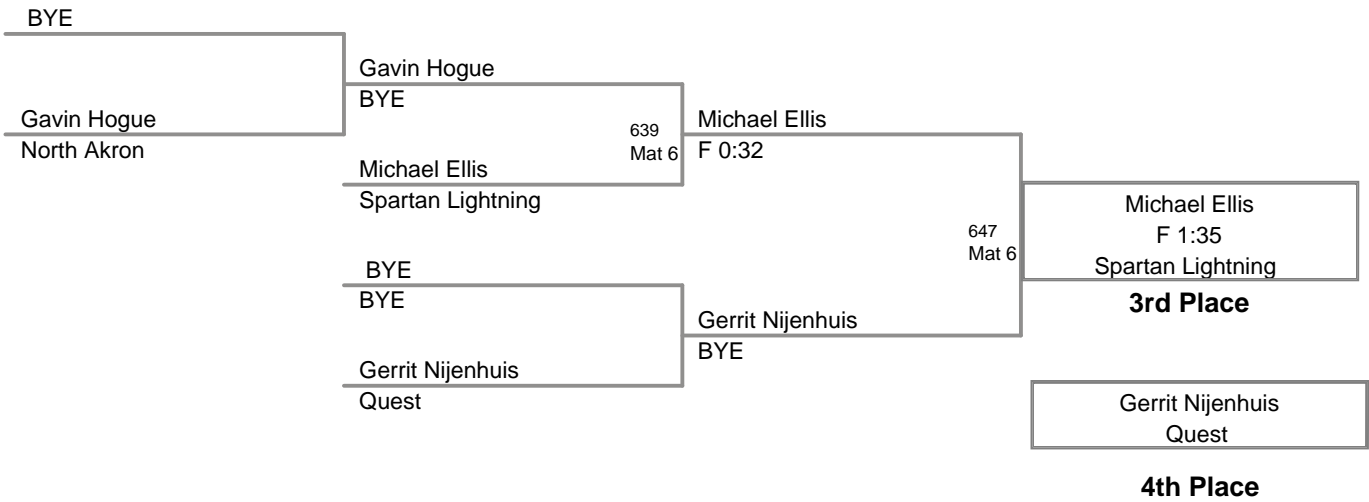 BYE
Gavin Hogue
North Akron
Gavin Hogue
BYE
639
Mat 6
Michael Ellis
Spartan Lightning
BYE
BYE
Gerrit Nijenhuis
Quest
Michael Ellis
F 0:32
647
Mat 6
Gerrit Nijenhuis
BYE
Michael Ellis
F 1:35
Spartan Lightning
3rd Place
Gerrit Nijenhuis
Quest
4th Place